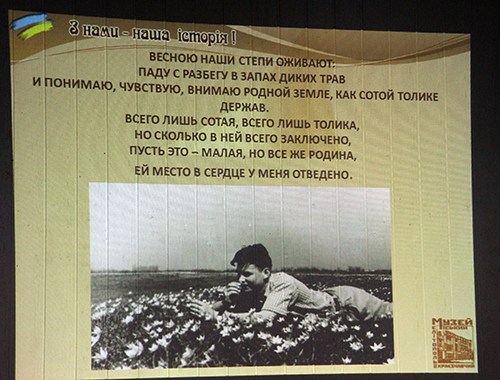 З нами - наша історія !
ВЕСНОЮ НАШИ СТЕПИ ОЖИВАЮТ:
ПАДУ С РАЗБЕГУ В ЗАПАХ ДИКИХ ТРАВ
И ПОНИМАЮ, ЧУВСТВУЮ, ВНИМАЮ РОДНОЙ ЗЕМЛЕ, КАК СОТОЙ ТОЛИКЕ
ДЕРЖАВ.
ВСЕГО ЛИШЬ СОТАЯ, ВСЕГО ЛИШЬ ТОЛИКА,
НО СКОЛЬКО В НЕЙ ВСЕГО ЗАКЛЮЧЕНО,
ПУСТЬ ЭТО – МАЛАЯ, НО ВСЕ ЖЕ РОДИНА,
ЕЙ МЕСТО В СЕРДЦЕ У МЕНЯ ОТВЕДЕНО.
МУЗЕЙ